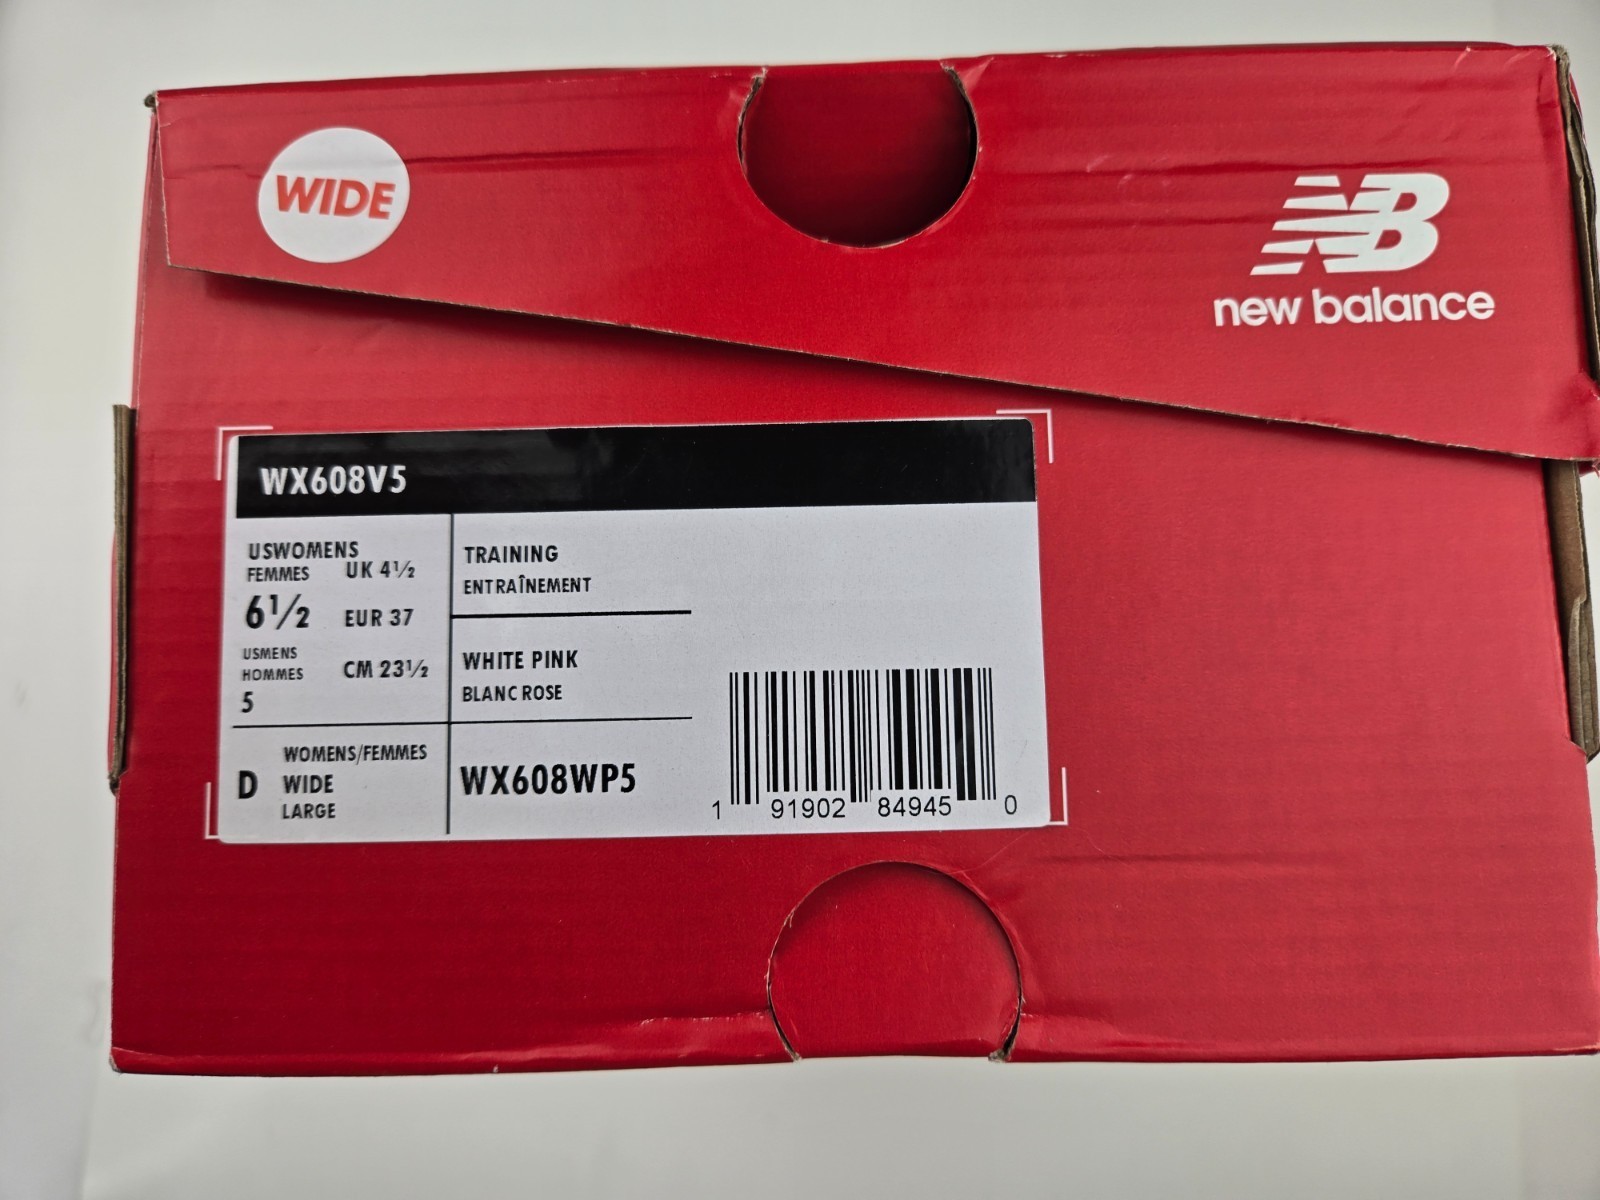 WIDE
NB
new balance
WX608V5
USWOMENS
FEMMES
6½
USMENS
HOMMES
5
UK 4½
EUR 37
CM 23½
D
WOMENS/FEMMES
WIDE
LARGE
TRAINING
ENTRAÎNEMENT
WHITE PINK
BLANC ROSE
WX608WP5
1 91902 84945 0